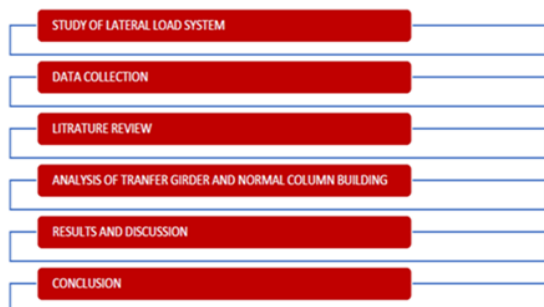 STUDY OF LATERAL LOAD SYSTEM
DATA COLLECTION
LITRATURE REVIEW
ANALYSIS OF TRANFER GIRDER AND NORMAL COLUMN BUILDING
RESULTS AND DISCUSSION
CONCLUSION